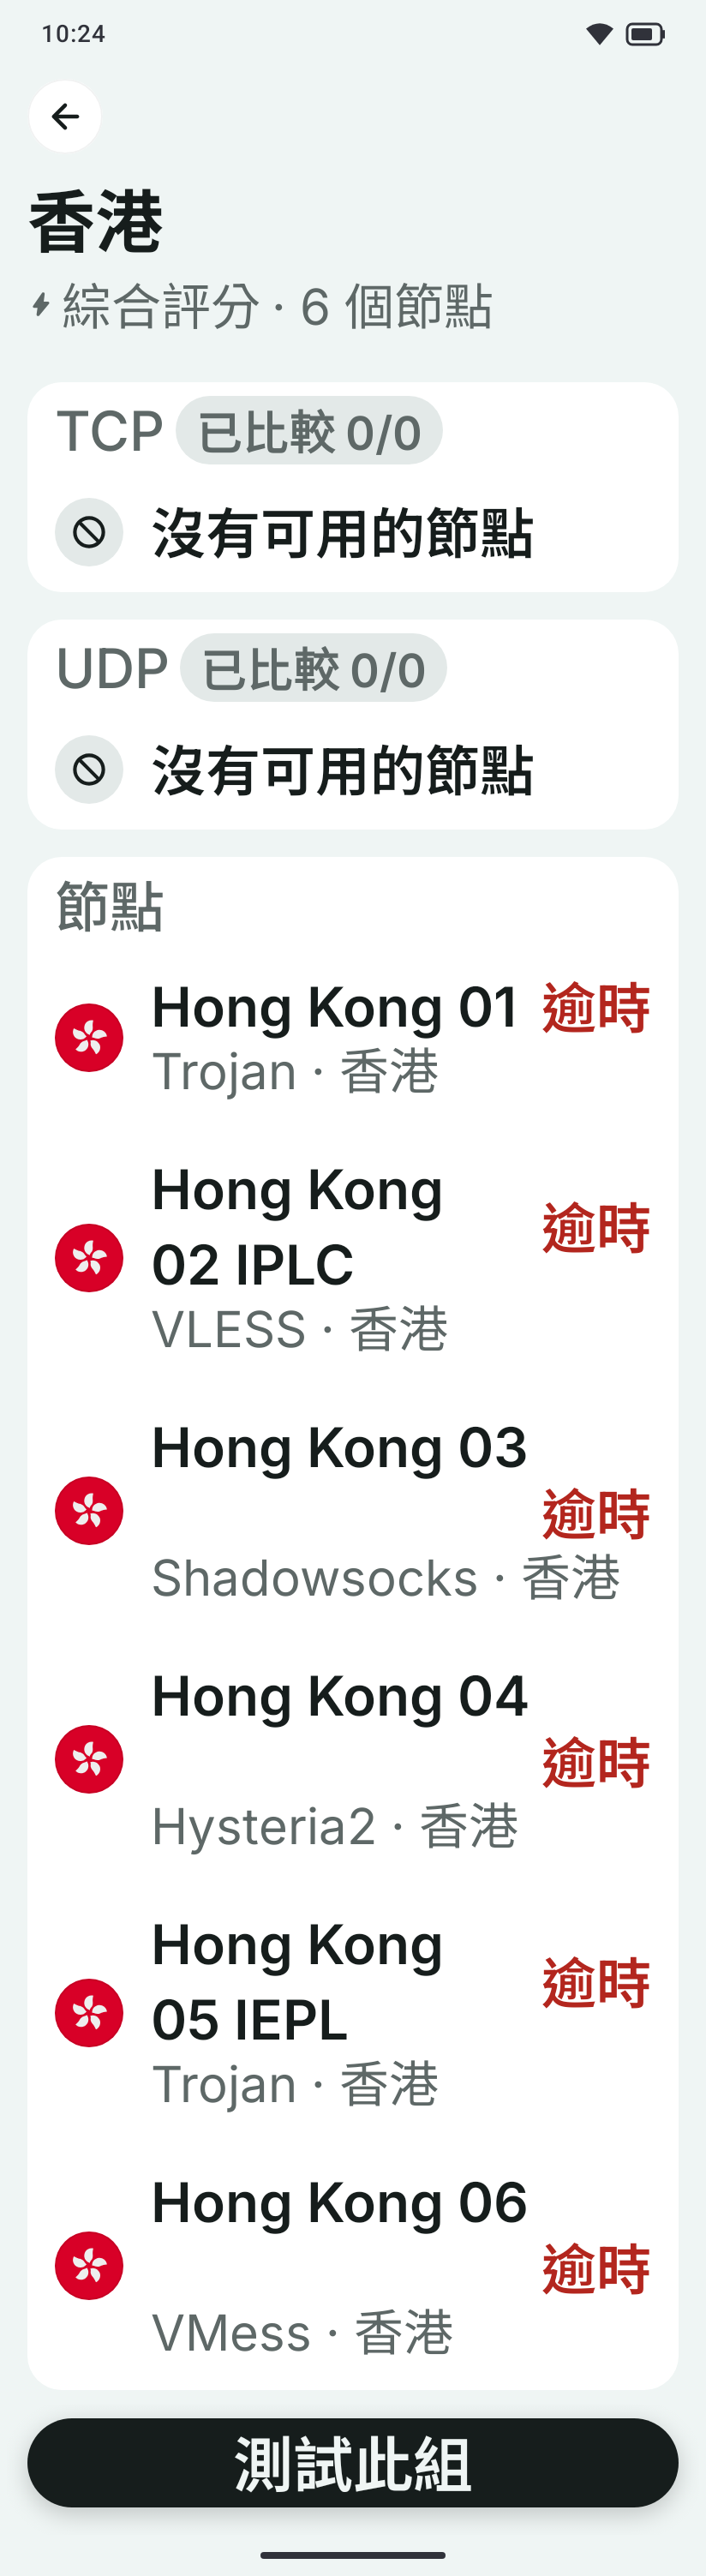 10:24
香港
綜合評分 · 6 個節點
TCP 已比較 0/0
沒有可用的節點
UDP 已比較 0/0
沒有可用的節點
節點
Hong Kong 01 逾時
Trojan · 香港
Hong Kong
02 IPLC
逾時
VLESS · 香港
Hong Kong 03
逾時
Shadowsocks · 香港
Hong Kong 04
逾時
Hysteria2 · 香港
Hong Kong
05 IEPL
逾時
Trojan · 香港
Hong Kong 06
逾時
VMess · 香港
測試此組